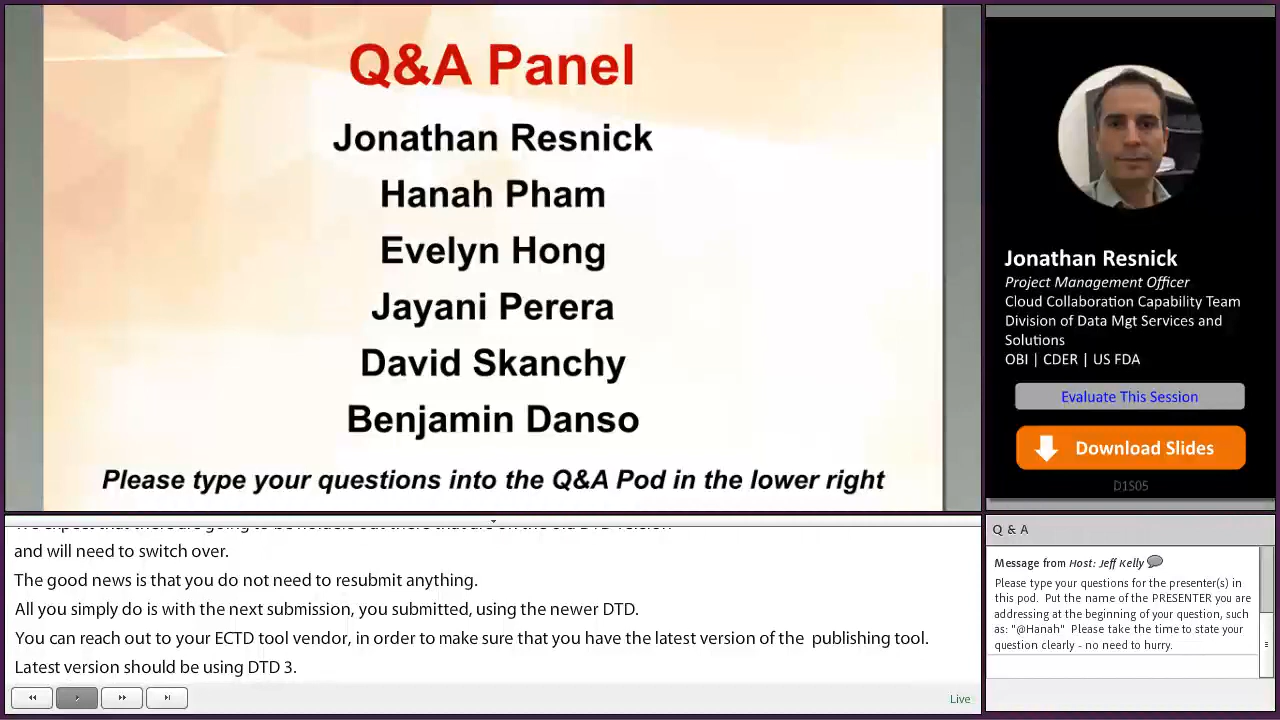 Q&A Panel
Jonathan Resnick
Hanah Pham
Evelyn Hong
Jayani Perera
David Skanchy
Benjamin Danso
Please type your questions into the Q&A Pod in the lower right
Jonathan Resnick
Project Management Officer
Cloud Collaboration Capability Team
Division of Data Mgt Services and
Solutions
OBI | CDER | US FDA
Evaluate This Session
Download Slides
D1S05
and will need to switch over.
The good news is that you do not need to resubmit anything.
All you simply do is with the next submission, you submitted, using the newer DTD.
You can reach out to your ECTD tool vendor, in order to make sure that you have the latest version of the publishing tool.
Latest version should be using DTD 3.
Live
Q & A
Message from Host: Jeff Kelly
Please type your questions for the presenter(s) in
this pod. Put the name of the PRESENTER you are
addressing at the beginning of your question, such
as: "@Hanah" Please take the time to state your
question clearly - no need to hurry.